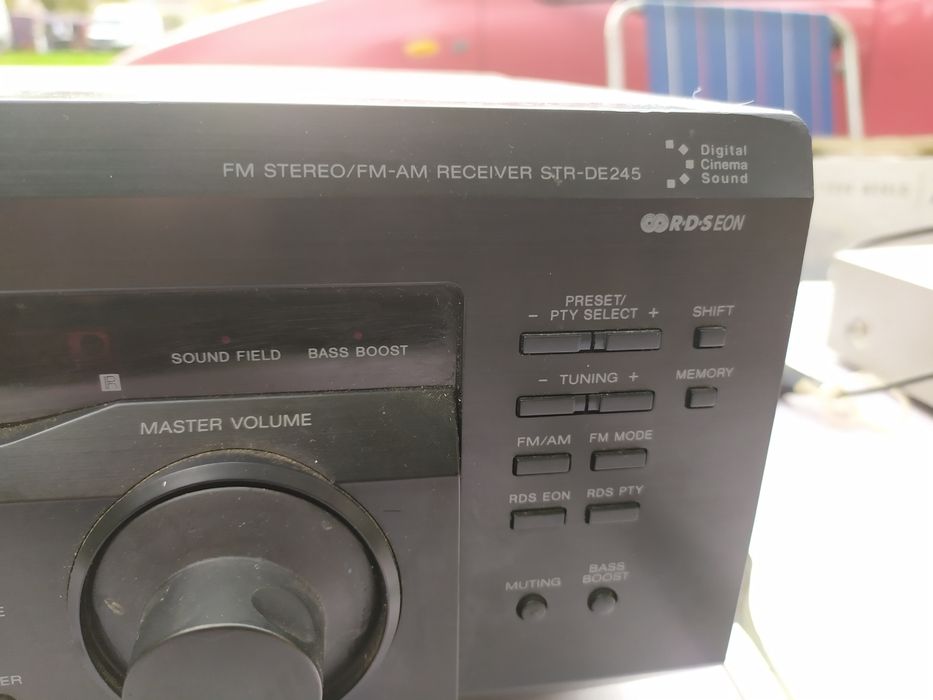 FM STEREO/FM-AM RECEIVER STR-DE245
Digital
Cinema
Sound
R·D·S EON
PRESET/
- PTY SELECT +
SHIFT
SOUND FIELD
BASS BOOST
R
- TUNING +
MEMORY
MASTER VOLUME
FM/AM
FM MODE
RDS EON
RDS PTY
MUTING
BASS
BOOST
E
ER